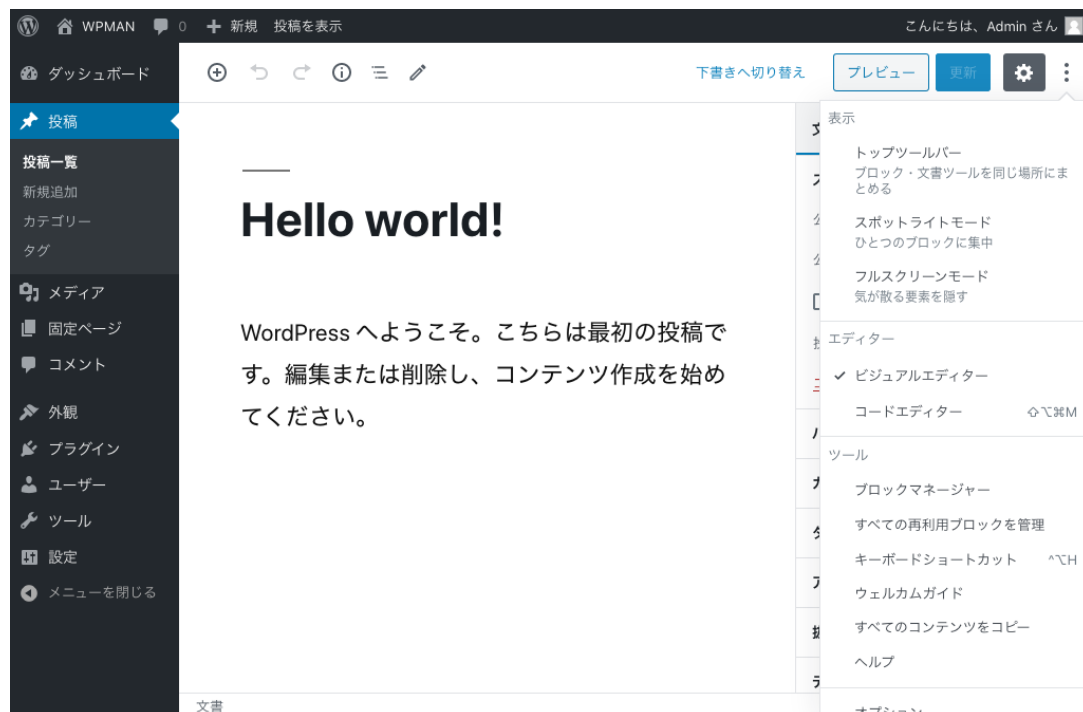 WPMAN 0 新規 投稿を表示 こんにちは、Admin さん
ダッシュボード
投稿
投稿一覧
新規追加
カテゴリー
タグ
メディア
固定ページ
コメント
外観
プラグイン
ユーザー
ツール
設定
メニューを閉じる
下書きへ切り替え プレビュー 更新
Hello world!
WordPress へようこそ。こちらは最初の投稿で
す。編集または削除し、コンテンツ作成を始め
てください。
文書
表示
トップツールバー
ブロック・文書ツールを同じ場所にま
とめる
スポットライトモード
ひとつのブロックに集中
フルスクリーンモード
気が散る要素を隠す
エディター
✓ ビジュアルエディター
コードエディター ⇧⌥⌘M
ツール
ブロックマネージャー
すべての再利用ブロックを管理
キーボードショートカット ^⌥H
ウェルカムガイド
すべてのコンテンツをコピー
ヘルプ
オプション